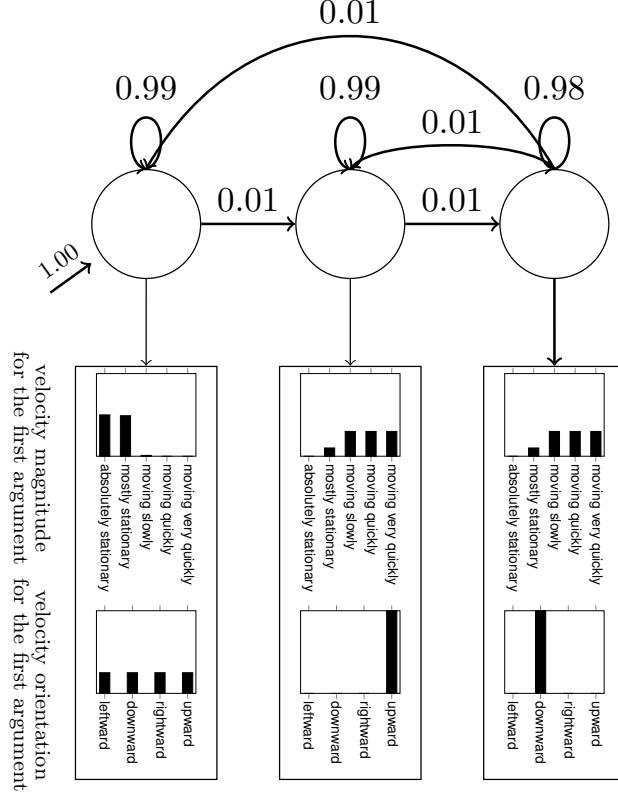 0.01
0.99
0.99
0.98
0.01
0.01
0.01
1.00
velocity magnitude
for the first argument
absolutely stationary
mostly stationary
moving slowly
moving quickly
moving very quickly
absolutely stationary
mostly stationary
moving slowly
moving quickly
moving very quickly
absolutely stationary
mostly stationary
moving slowly
moving quickly
moving very quickly
velocity orientation
for the first argument
leftward
downward
rightward
upward
leftward
downward
rightward
upward
leftward
downward
rightward
upward